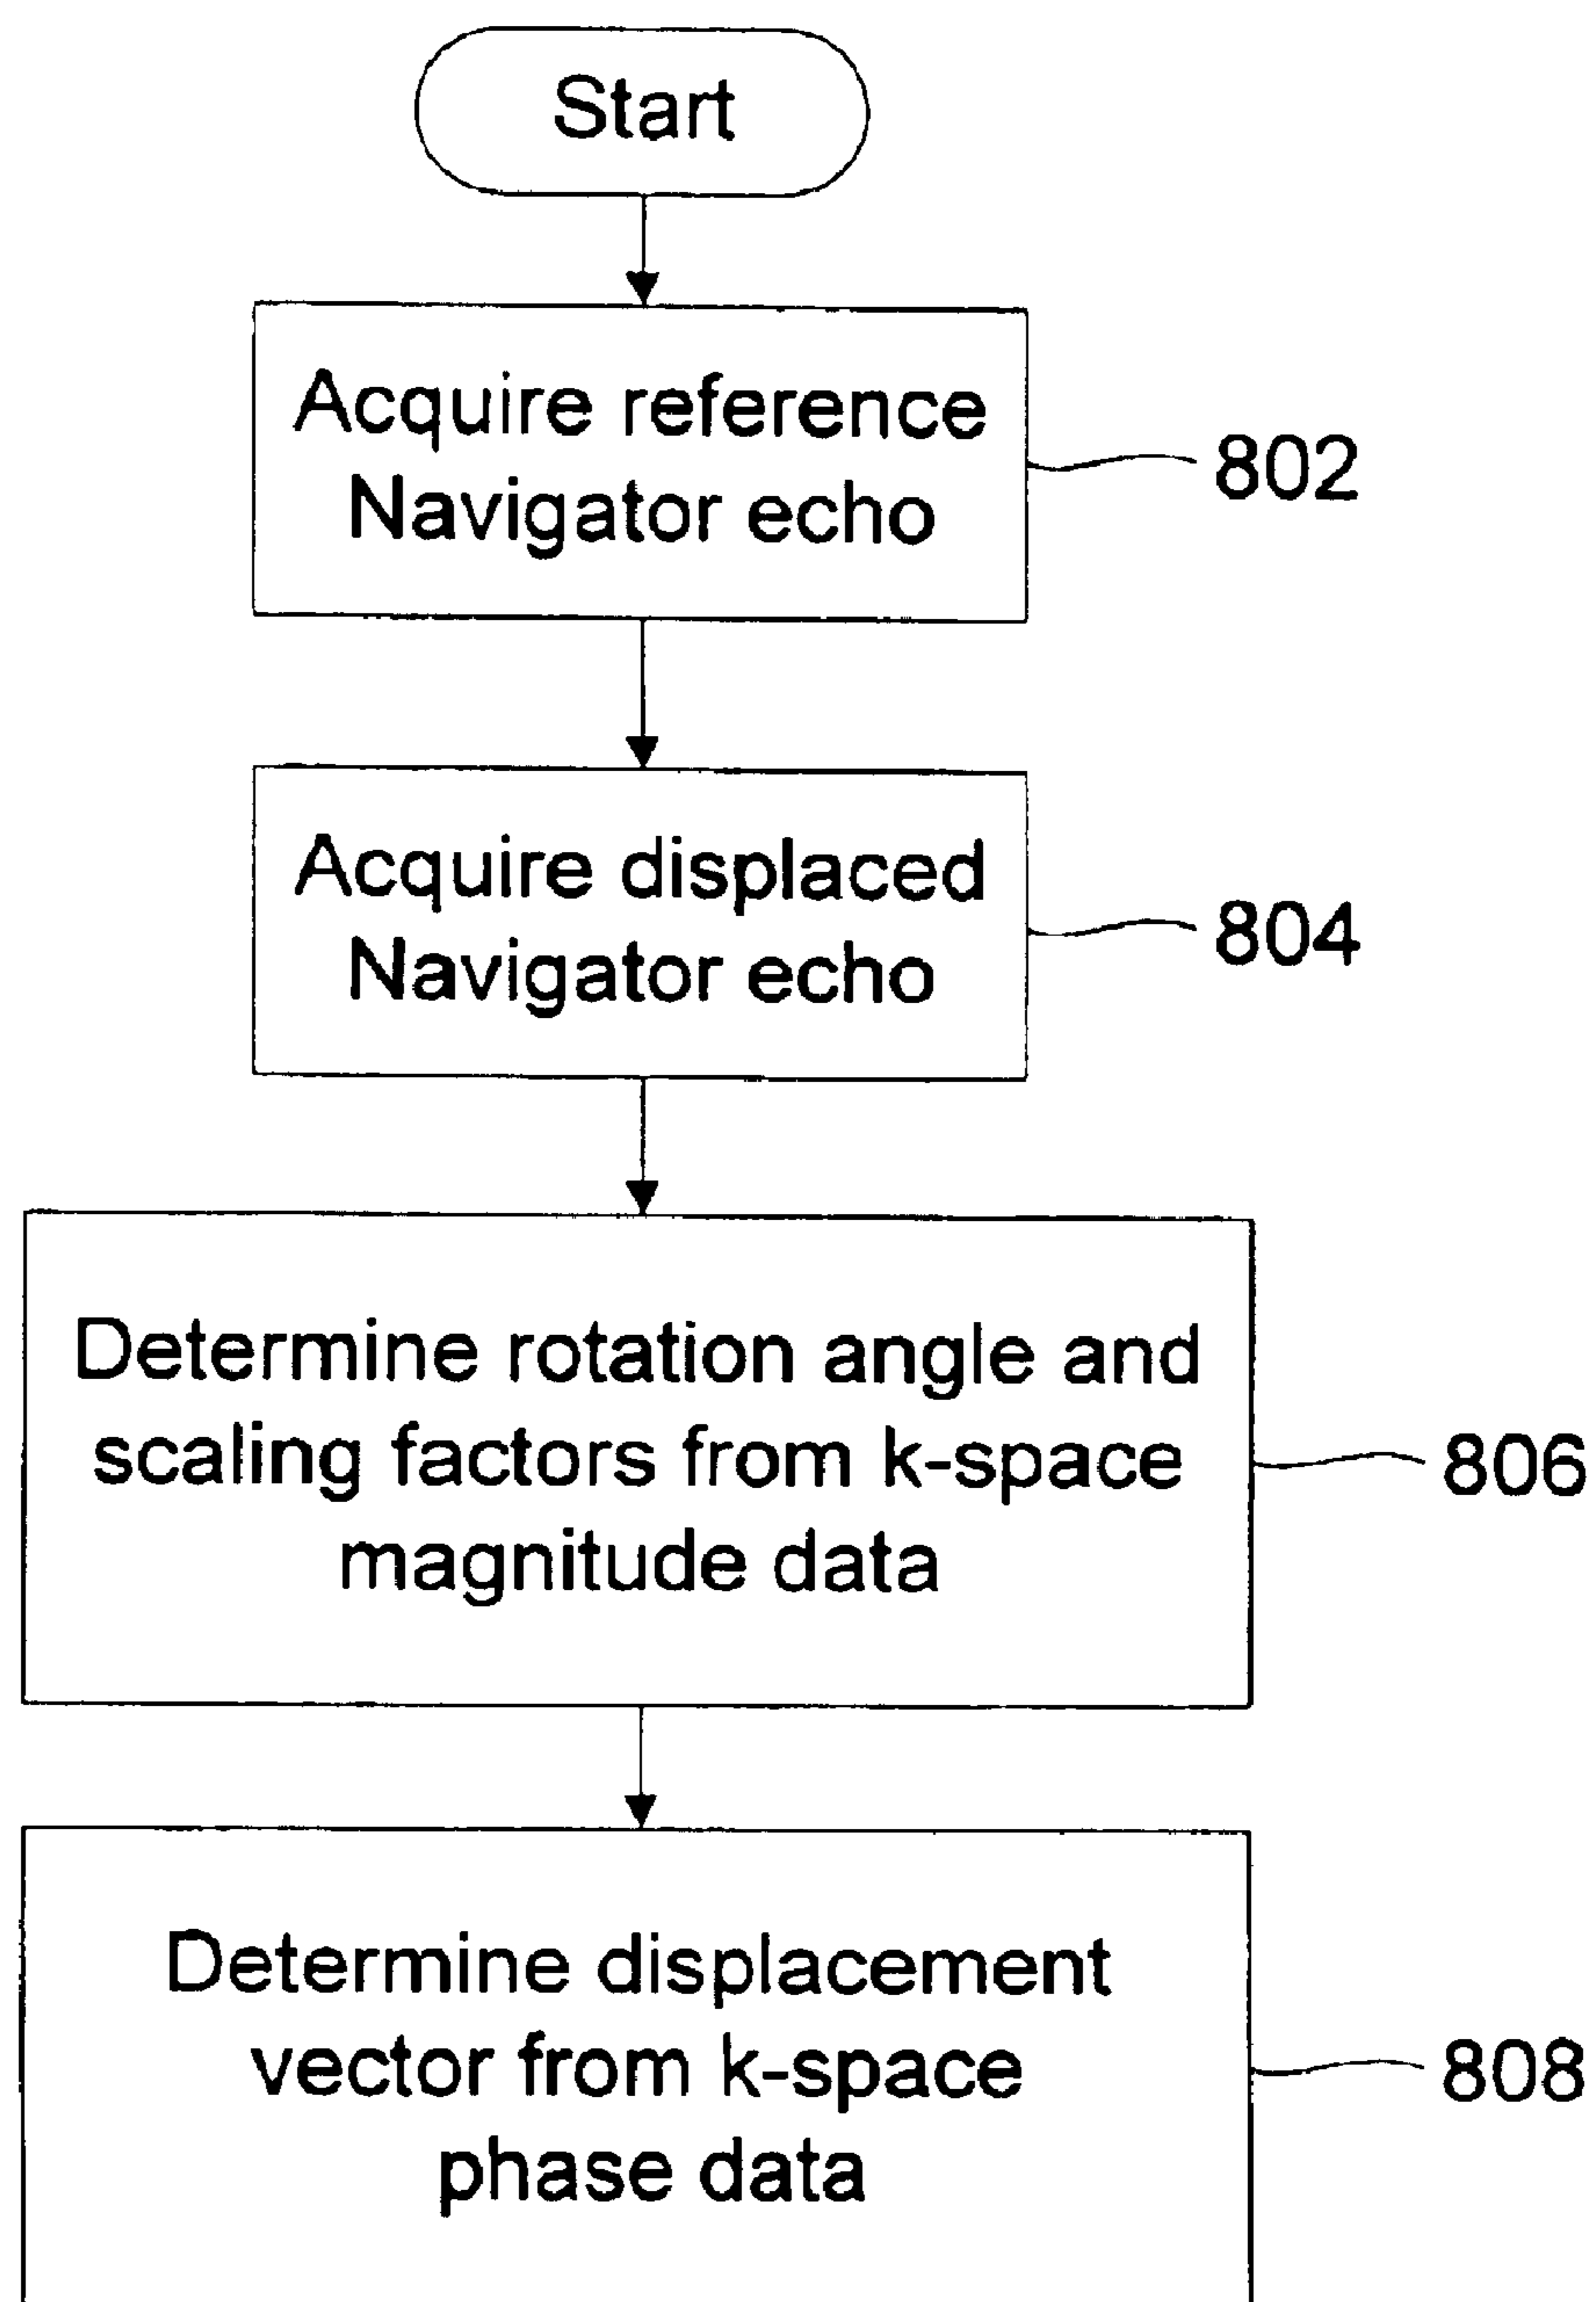 Start
Acquire reference
Navigator echo
802
Acquire displaced
Navigator echo
804
Determine rotation angle and
scaling factors from k-space
magnitude data
806
Determine displacement
vector from k-space
phase data
808